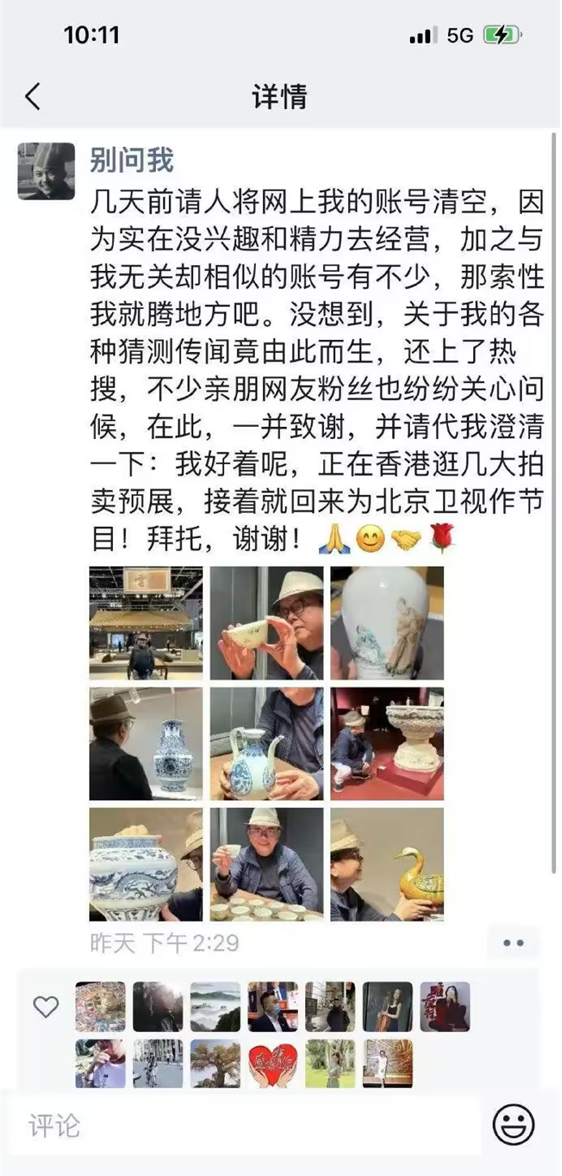 10:11
5G
详情
别问我
几天前请人将网上我的账号清空，因
为实在没兴趣和精力去经营，加之与
我无关却相似的账号有不少，那索性
我就腾地方吧。没想到，关于我的各
种猜测传闻竟由此而生，还上了热
搜，不少亲朋网友粉丝也纷纷关心问
候，在此，一并致谢，并请代我澄清
一下：我好着呢，正在香港逛几大拍
卖预展，接着就回来为北京卫视作节
目！拜托，谢谢！🙏😊🤝🌹
昨天 下午2:29
评论